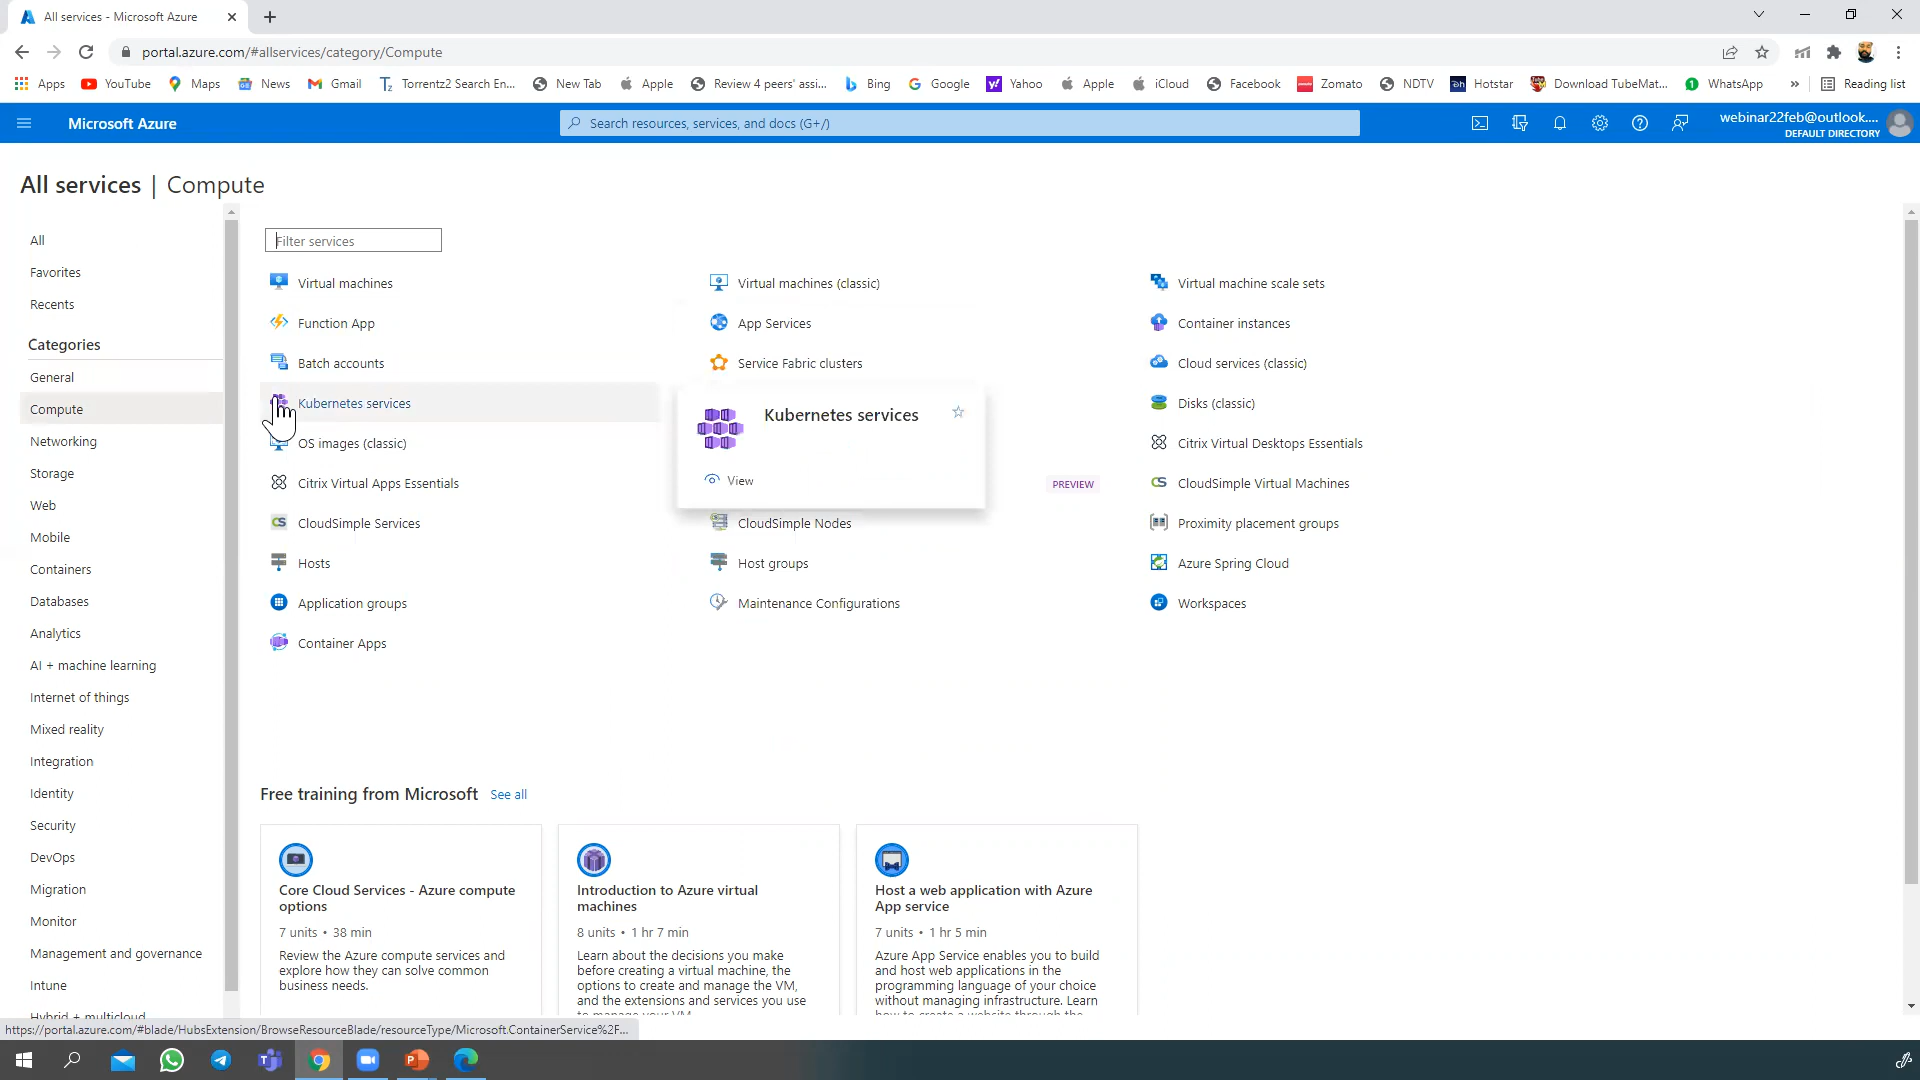 All services - Microsoft Azure
portal.azure.com/#allservices/category/Compute
Apps YouTube Maps News Gmail Torrentz2 Search En... New Tab Apple Review 4 peers' assi... Bing Google Yahoo Apple iCloud Facebook Zomato NDTV Hotstar Download TubeMat... WhatsApp » Reading list
Microsoft Azure
Search resources, services, and docs (G+/)
webinar22feb@outlook....
DEFAULT DIRECTORY
All services | Compute
All
Favorites
Recents
Categories
General
Compute
Networking
Storage
Web
Mobile
Containers
Databases
Analytics
AI + machine learning
Internet of things
Mixed reality
Integration
Identity
Security
DevOps
Migration
Monitor
Management and governance
Intune
Hybrid + multicloud
Filter services
Virtual machines Virtual machines (classic) Virtual machine scale sets
Function App App Services Container instances
Batch accounts Service Fabric clusters Cloud services (classic)
Kubernetes services Disks (classic)
Kubernetes services
View
OS images (classic) Citrix Virtual Desktops Essentials
Citrix Virtual Apps Essentials PREVIEW CloudSimple Virtual Machines
CloudSimple Services CloudSimple Nodes Proximity placement groups
Hosts Host groups Azure Spring Cloud
Application groups Maintenance Configurations Workspaces
Container Apps
Free training from Microsoft See all
Core Cloud Services - Azure compute
options
7 units • 38 min
Review the Azure compute services and
explore how they can solve common
business needs.
Introduction to Azure virtual
machines
8 units • 1 hr 7 min
Learn about the decisions you make
before creating a virtual machine, the
options to create and manage the VM,
and the extensions and services you use
to manage your VM.
Host a web application with Azure
App service
7 units • 1 hr 5 min
Azure App Service enables you to build
and host web applications in the
programming language of your choice
without managing infrastructure. Learn
how to create a website through the
https://portal.azure.com/#blade/HubsExtension/BrowseResourceBlade/resourceType/Microsoft.ContainerService%2F...